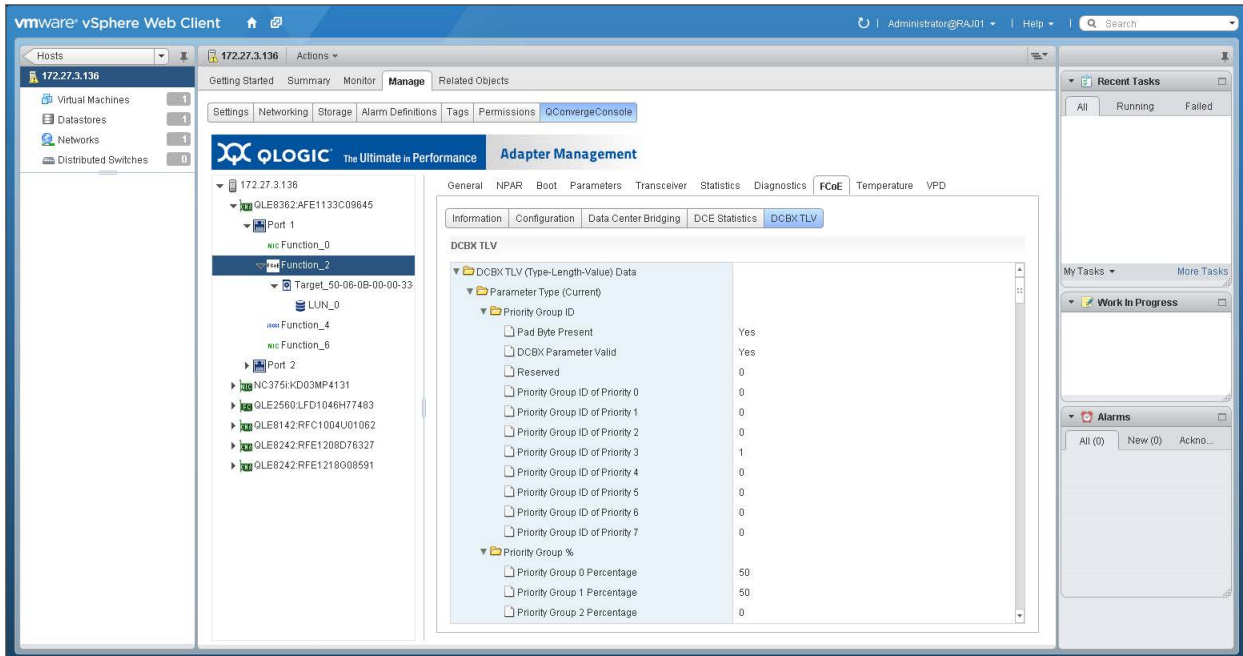 vmware vSphere Web Client
Administrator@RAJ01
Help
Search
Hosts
172.27.3.136
Virtual Machines 1
Datastores 1
Networks 1
Distributed Switches 0
172.27.3.136 Actions
Getting Started Summary Monitor Manage Related Objects
Settings Networking Storage Alarm Definitions Tags Permissions QConvergeConsole
QLOGIC The Ultimate in Performance Adapter Management
172.27.3.136
QLE8362:AFE1133C09645
Port 1
NIC Function_0
FCoE Function_2
Target_50-06-0B-00-00-33-
LUN_0
iSCSI Function_4
NIC Function_6
Port 2
NC375i:KD03MP4131
QLE2560:LFD1046H77483
QLE8142:RFC1004U01062
QLE8242:RFE1208D76327
QLE8242:RFE1218G08591
General NPAR Boot Parameters Transceiver Statistics Diagnostics FCoE Temperature VPD
Information Configuration Data Center Bridging DCE Statistics DCBX TLV
DCBX TLV
DCBX TLV (Type-Length-Value) Data
Parameter Type (Current)
Priority Group ID
Pad Byte Present Yes
DCBX Parameter Valid Yes
Reserved 0
Priority Group ID of Priority 0 0
Priority Group ID of Priority 1 0
Priority Group ID of Priority 2 0
Priority Group ID of Priority 3 1
Priority Group ID of Priority 4 0
Priority Group ID of Priority 5 0
Priority Group ID of Priority 6 0
Priority Group ID of Priority 7 0
Priority Group %
Priority Group 0 Percentage 50
Priority Group 1 Percentage 50
Priority Group 2 Percentage 0
Recent Tasks
All Running Failed
My Tasks More Tasks
Work In Progress
Alarms
All (0) New (0) Ackno...